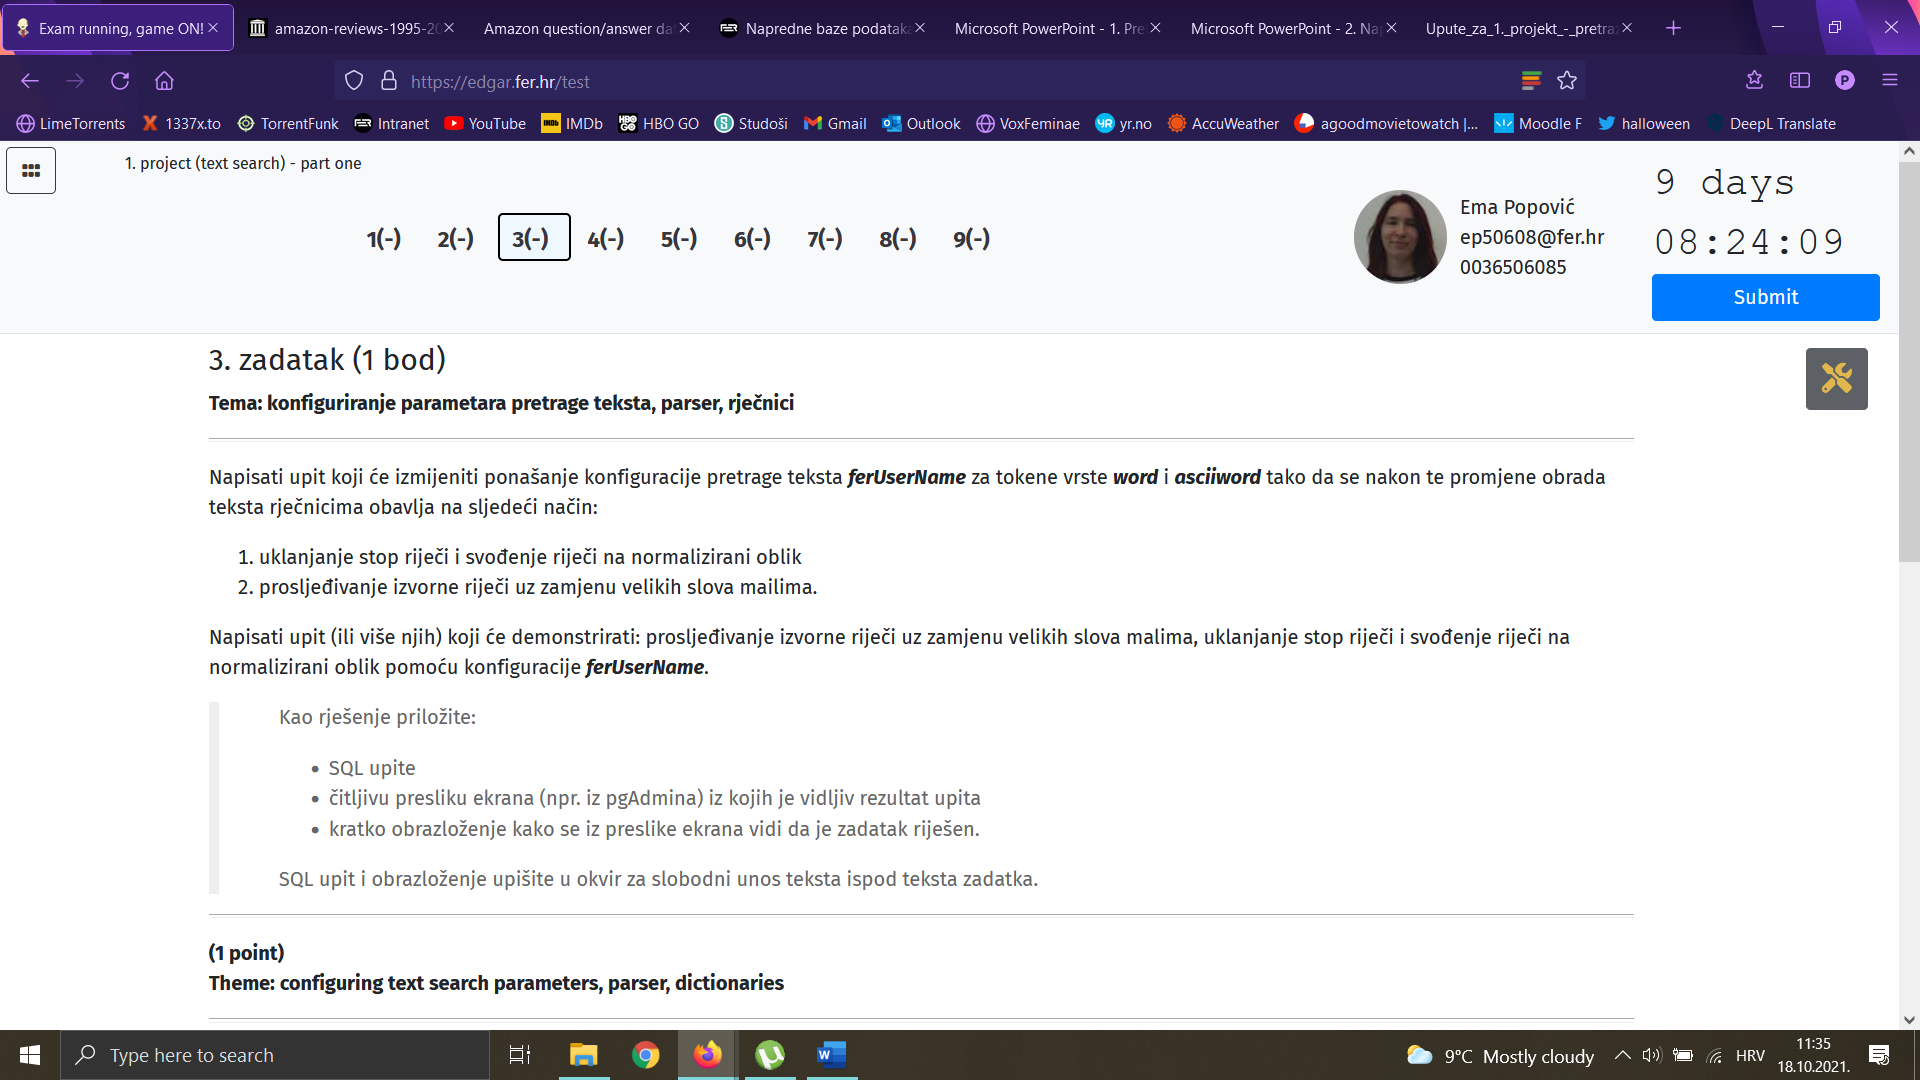 Exam running, game ON!
amazon-reviews-1995-20
Amazon question/answer da
Napredne baze podataka
Microsoft PowerPoint - 1. Pre
Microsoft PowerPoint - 2. Nap
Upute_za_1._projekt_-_pretra
https://edgar.fer.hr/test
LimeTorrents
1337x.to
TorrentFunk
Intranet
YouTube
IMDb
HBO GO
Studoši
Gmail
Outlook
VoxFeminae
yr.no
AccuWeather
agoodmovietowatch |...
Moodle F
halloween
DeepL Translate
1. project (text search) - part one
1(-) 2(-) 3(-) 4(-) 5(-) 6(-) 7(-) 8(-) 9(-)
Ema Popović
ep50608@fer.hr
0036506085
9 days
08:24:09
Submit
3. zadatak (1 bod)
Tema: konfiguriranje parametara pretrage teksta, parser, rječnici
Napisati upit koji će izmijeniti ponašanje konfiguracije pretrage teksta ferUserName za tokene vrste word i asciiword tako da se nakon te promjene obrada
teksta rječnicima obavlja na sljedeći način:
1. uklanjanje stop riječi i svođenje riječi na normalizirani oblik
2. prosljeđivanje izvorne riječi uz zamjenu velikih slova mailima.
Napisati upit (ili više njih) koji će demonstrirati: prosljeđivanje izvorne riječi uz zamjenu velikih slova malima, uklanjanje stop riječi i svođenje riječi na
normalizirani oblik pomoću konfiguracije ferUserName.
Kao rješenje priložite:
• SQL upite
• čitljivu presliku ekrana (npr. iz pgAdmina) iz kojih je vidljiv rezultat upita
• kratko obrazloženje kako se iz preslike ekrana vidi da je zadatak riješen.
SQL upit i obrazloženje upišite u okvir za slobodni unos teksta ispod teksta zadatka.
(1 point)
Theme: configuring text search parameters, parser, dictionaries
Type here to search
9°C Mostly cloudy
HRV
11:35
18.10.2021.